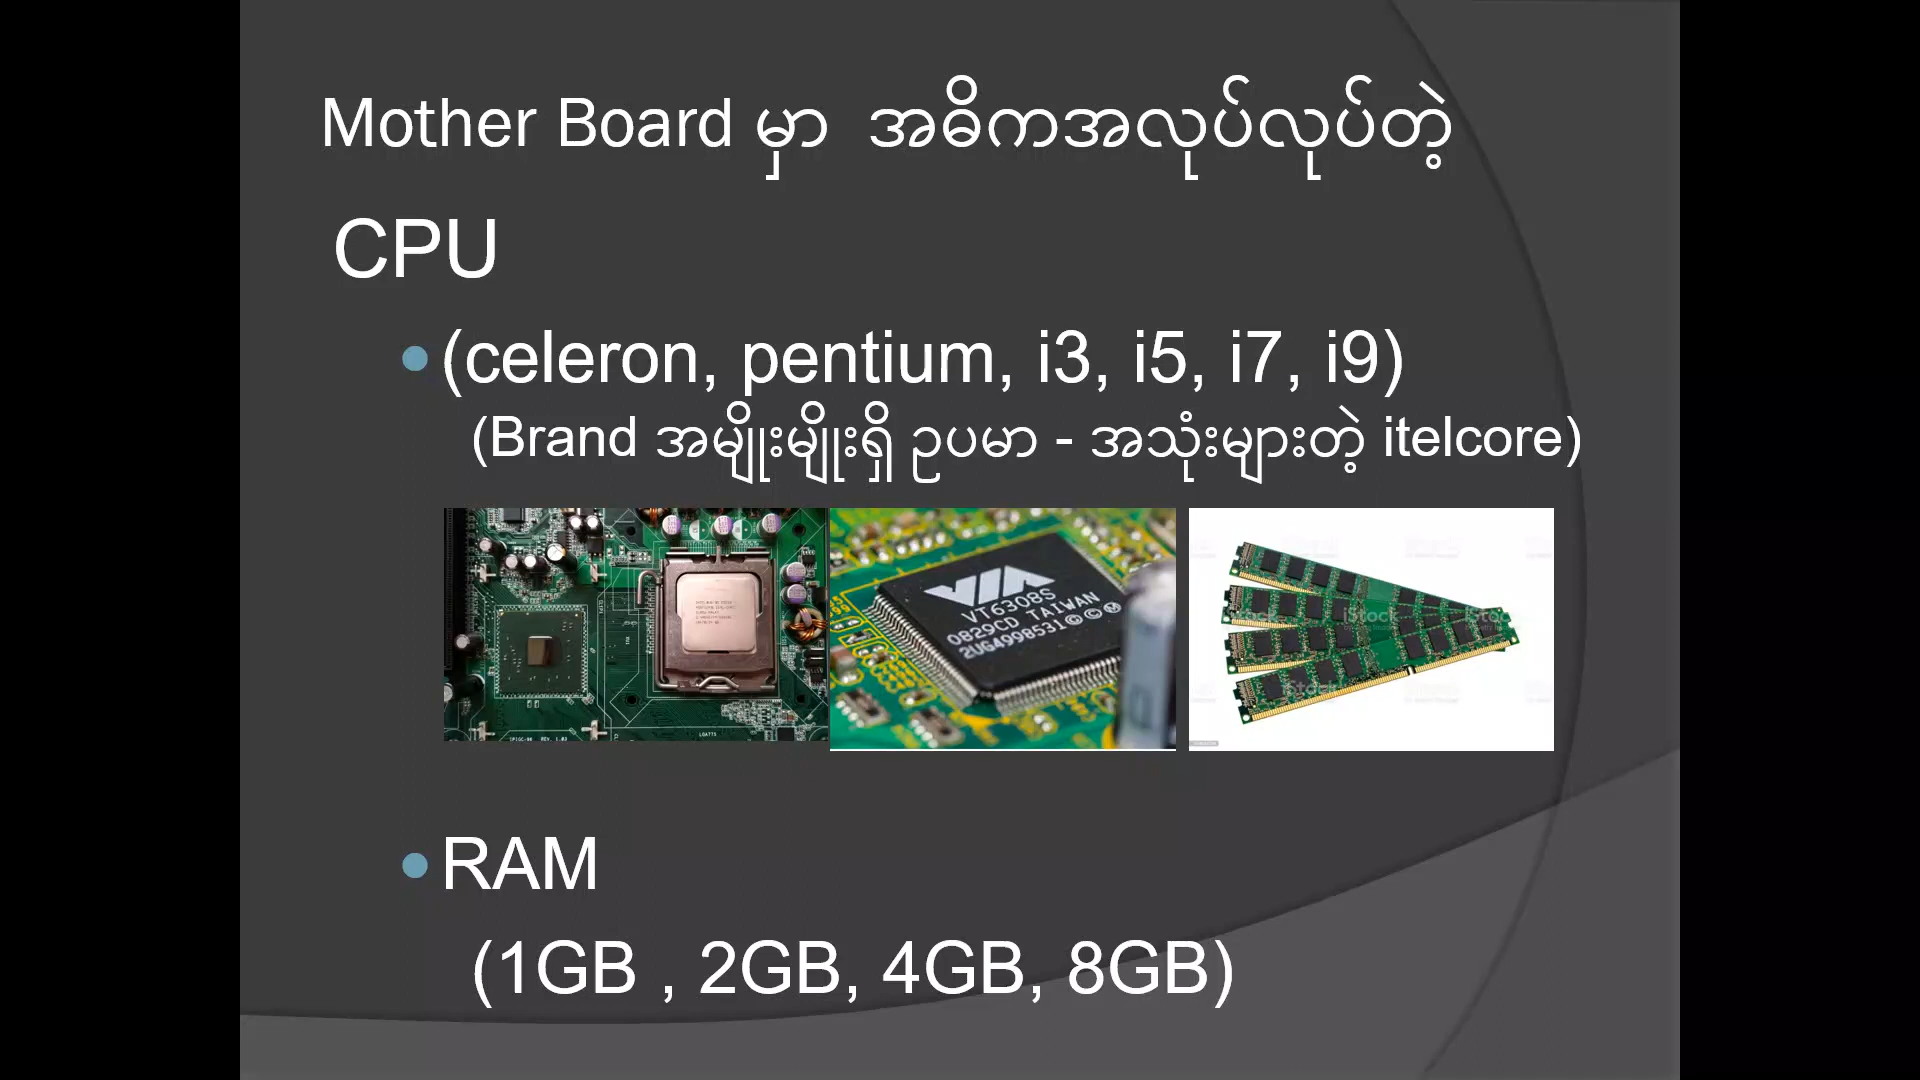 Mother Board မှာ အဓိကအလုပ်လုပ်တဲ့
CPU
(celeron, pentium, i3, i5, i7, i9)
(Brand အမျိုးမျိုးရှိ ဥပမာ - အသုံးများတဲ့ itelcore)
VIA
VT6308S
0829CD TAIWAN
2UG4998531 © Ⓜ
iStock
RAM
(1GB , 2GB, 4GB, 8GB)